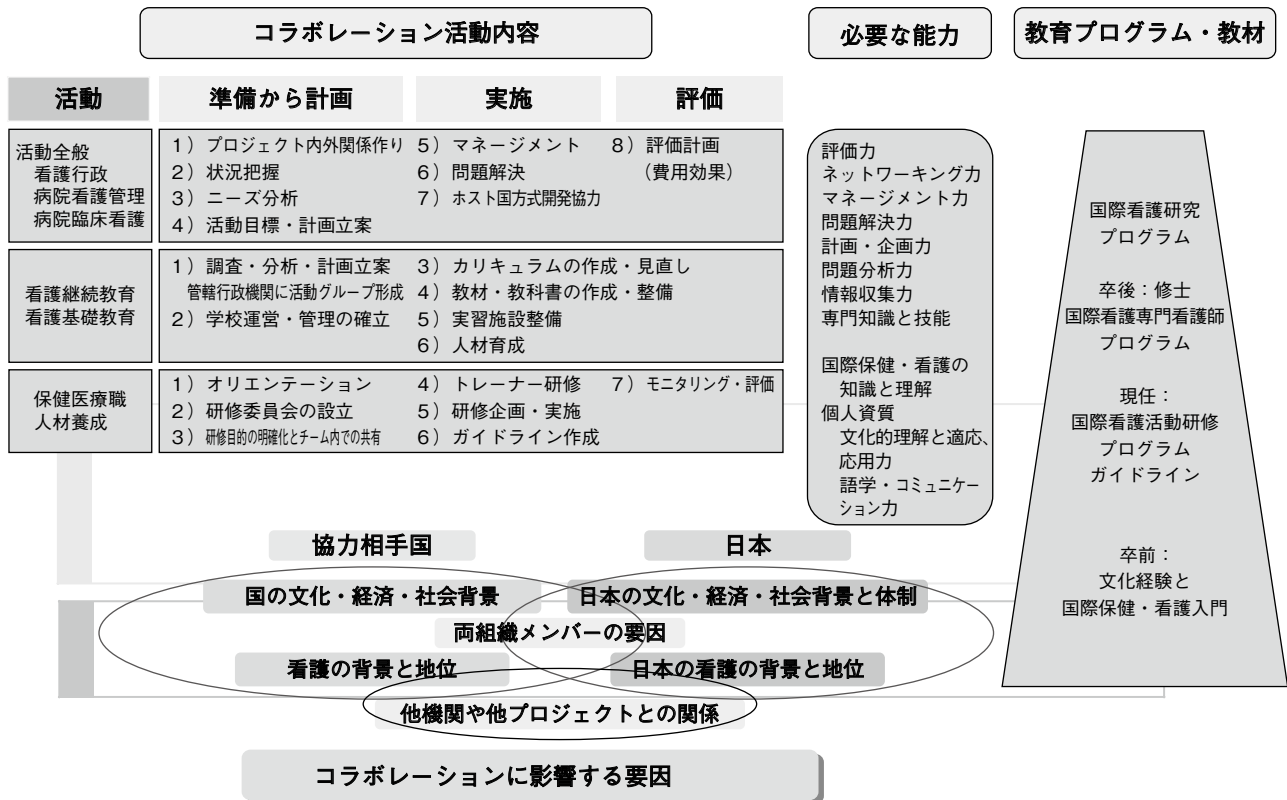 コラボレーション活動内容
必要な能力
教育プログラム・教材
活動
準備から計画
実施
評価
活動全般
看護行政
病院看護管理
病院臨床看護
1）プロジェクト内外関係作り
2）状況把握
3）ニーズ分析
4）活動目標・計画立案
5）マネージメント
6）問題解決
7）ホスト国方式開発協力
8）評価計画
（費用効果）
看護継続教育
看護基礎教育
1）調査・分析・計画立案
管轄行政機関に活動グループ形成
2）学校運営・管理の確立
3）カリキュラムの作成・見直し
4）教材・教科書の作成・整備
5）実習施設整備
6）人材育成
保健医療職
人材養成
1）オリエンテーション
2）研修委員会の設立
3）研修目的の明確化とチーム内での共有
4）トレーナー研修
5）研修企画・実施
6）ガイドライン作成
7）モニタリング・評価
評価力
ネットワーキング力
マネージメント力
問題解決力
計画・企画力
問題分析力
情報収集力
専門知識と技能
国際保健・看護の
知識と理解
個人資質
文化的理解と適応、
応用力
語学・コミュニケー
ション力
国際看護研究
プログラム
卒後：修士
国際看護専門看護師
プログラム
現任：
国際看護活動研修
プログラム
ガイドライン
卒前：
文化経験と
国際保健・看護入門
協力相手国
日本
国の文化・経済・社会背景
日本の文化・経済・社会背景と体制
両組織メンバーの要因
看護の背景と地位
日本の看護の背景と地位
他機関や他プロジェクトとの関係
コラボレーションに影響する要因